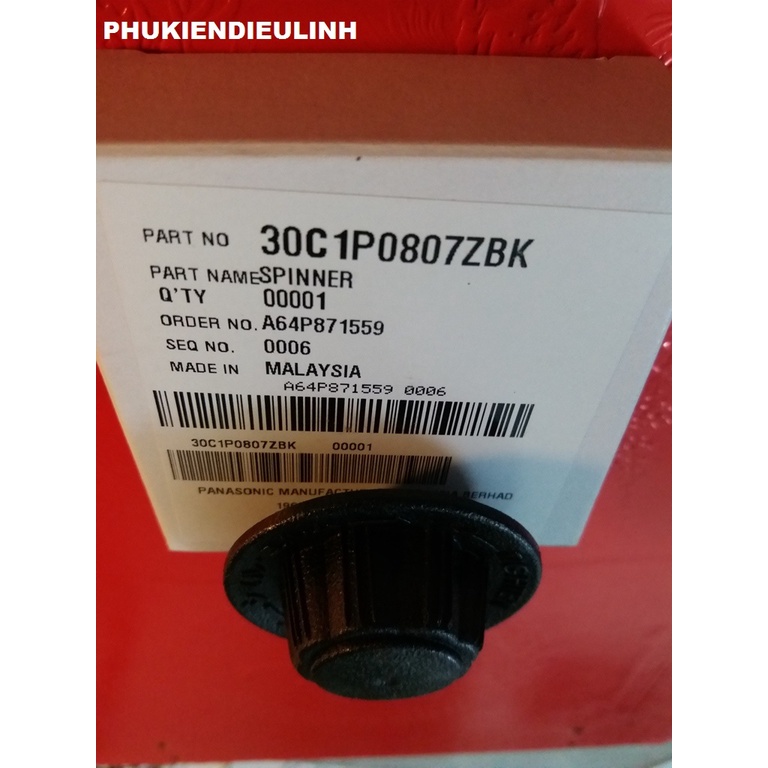 PHUKIENDIEULINH
PART NO 30C1P0807ZBK
PART NAME SPINNER
Q'TY 00001
ORDER NO. A64P871559
SEQ NO. 0006
MADE IN MALAYSIA
A64P871559 0006
30C1P0807ZBK 00001
PANASONIC BERHAD